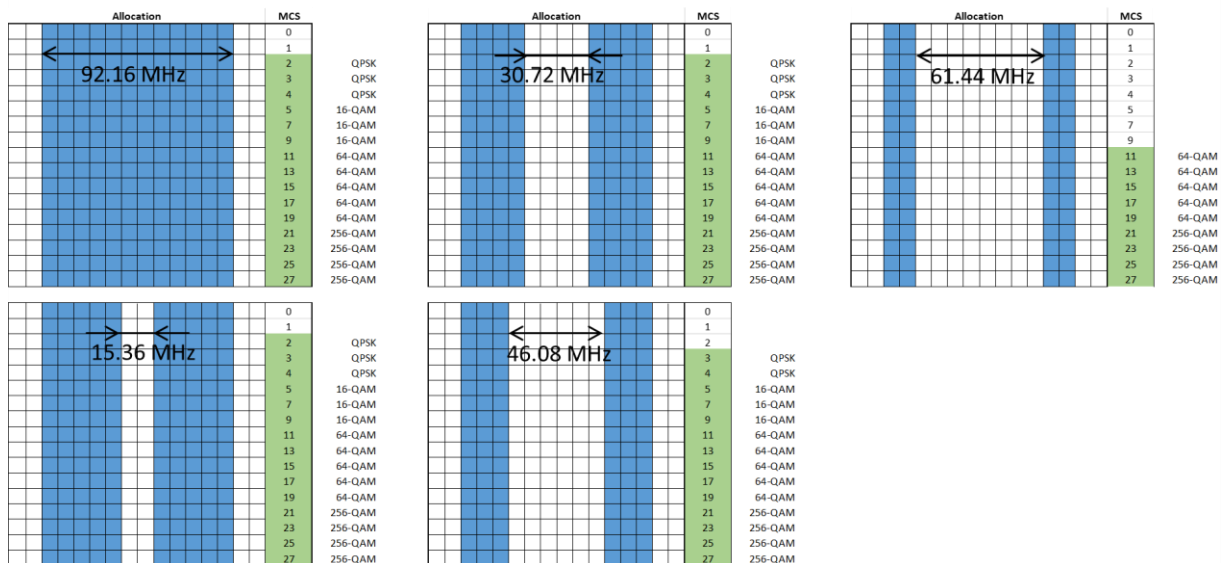 Allocation MCS
0
1
92.16 MHz
2 QPSK
3 QPSK
4 QPSK
5 16-QAM
7 16-QAM
9 16-QAM
11 64-QAM
13 64-QAM
15 64-QAM
17 64-QAM
19 64-QAM
21 256-QAM
23 256-QAM
25 256-QAM
27 256-QAM
Allocation MCS
0
1
30.72 MHz
2 QPSK
3 QPSK
4 QPSK
5 16-QAM
7 16-QAM
9 16-QAM
11 64-QAM
13 64-QAM
15 64-QAM
17 64-QAM
19 64-QAM
21 256-QAM
23 256-QAM
25 256-QAM
27 256-QAM
Allocation MCS
0
1
61.44 MHz
2
3
4
5
7
9
11 64-QAM
13 64-QAM
15 64-QAM
17 64-QAM
19 64-QAM
21 256-QAM
23 256-QAM
25 256-QAM
27 256-QAM
0
1
15.36 MHz
2 QPSK
3 QPSK
4 QPSK
5 16-QAM
7 16-QAM
9 16-QAM
11 64-QAM
13 64-QAM
15 64-QAM
17 64-QAM
19 64-QAM
21 256-QAM
23 256-QAM
25 256-QAM
27 256-QAM
0
1
2
46.08 MHz
3 QPSK
4 QPSK
5 16-QAM
7 16-QAM
9 16-QAM
11 64-QAM
13 64-QAM
15 64-QAM
17 64-QAM
19 64-QAM
21 256-QAM
23 256-QAM
25 256-QAM
27 256-QAM